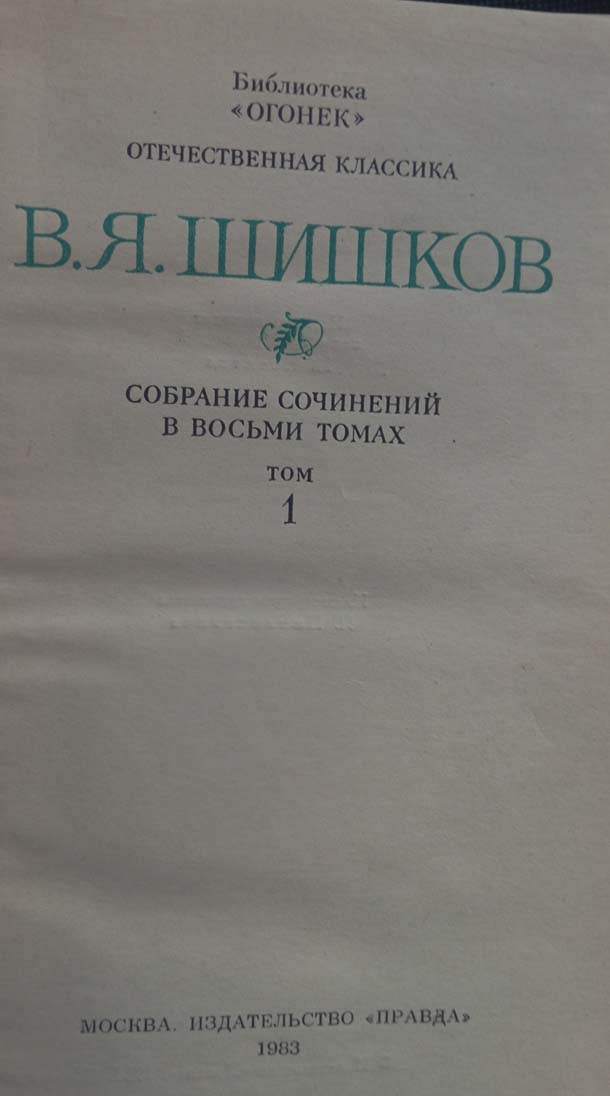 Библиотека
«ОГОНЕК»
ОТЕЧЕСТВЕННАЯ КЛАССИКА
В.Я.ШИШКОВ
СОБРАНИЕ СОЧИНЕНИЙ
В ВОСЬМИ ТОМАХ
ТОМ
1
МОСКВА. ИЗДАТЕЛЬСТВО «ПРАВДА»
1983